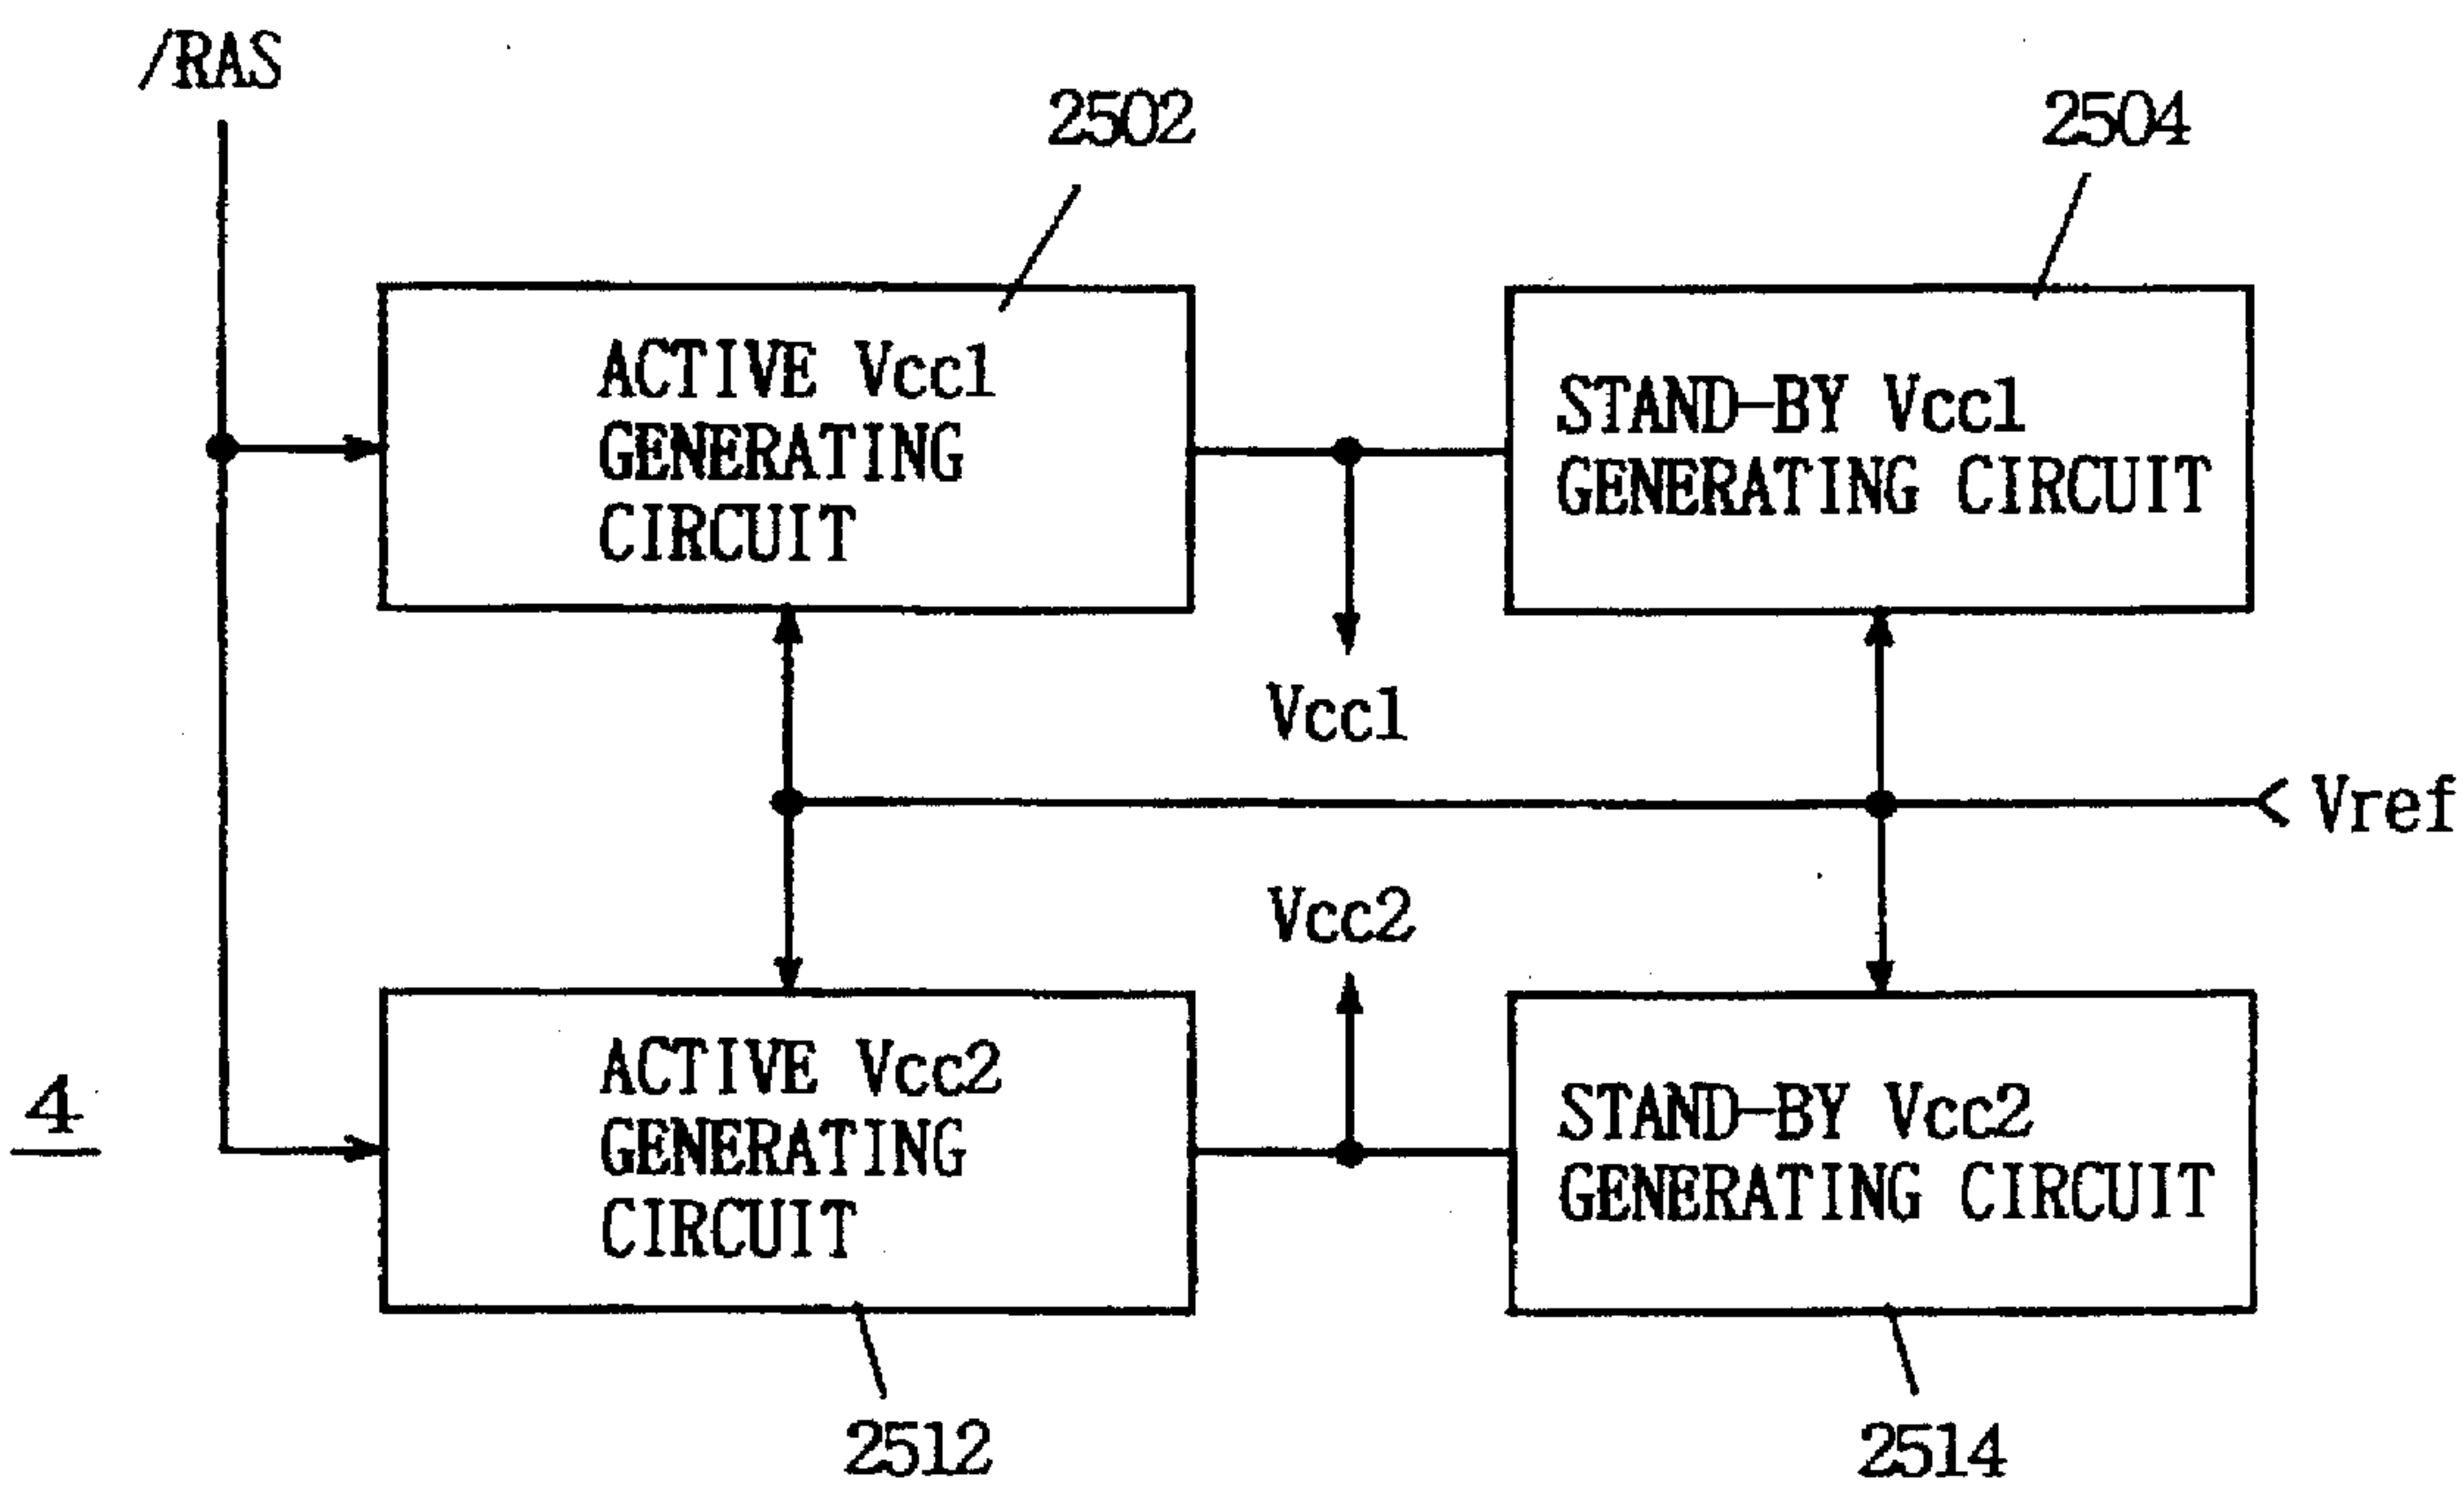 /RAS
2502
2504
ACTIVE Vcc1
GENERATING
CIRCUIT
STAND-BY Vcc1
GENERATING CIRCUIT
Vcc1
Vref
Vcc2
4
ACTIVE Vcc2
GENERATING
CIRCUIT
STAND-BY Vcc2
GENERATING CIRCUIT
2512
2514